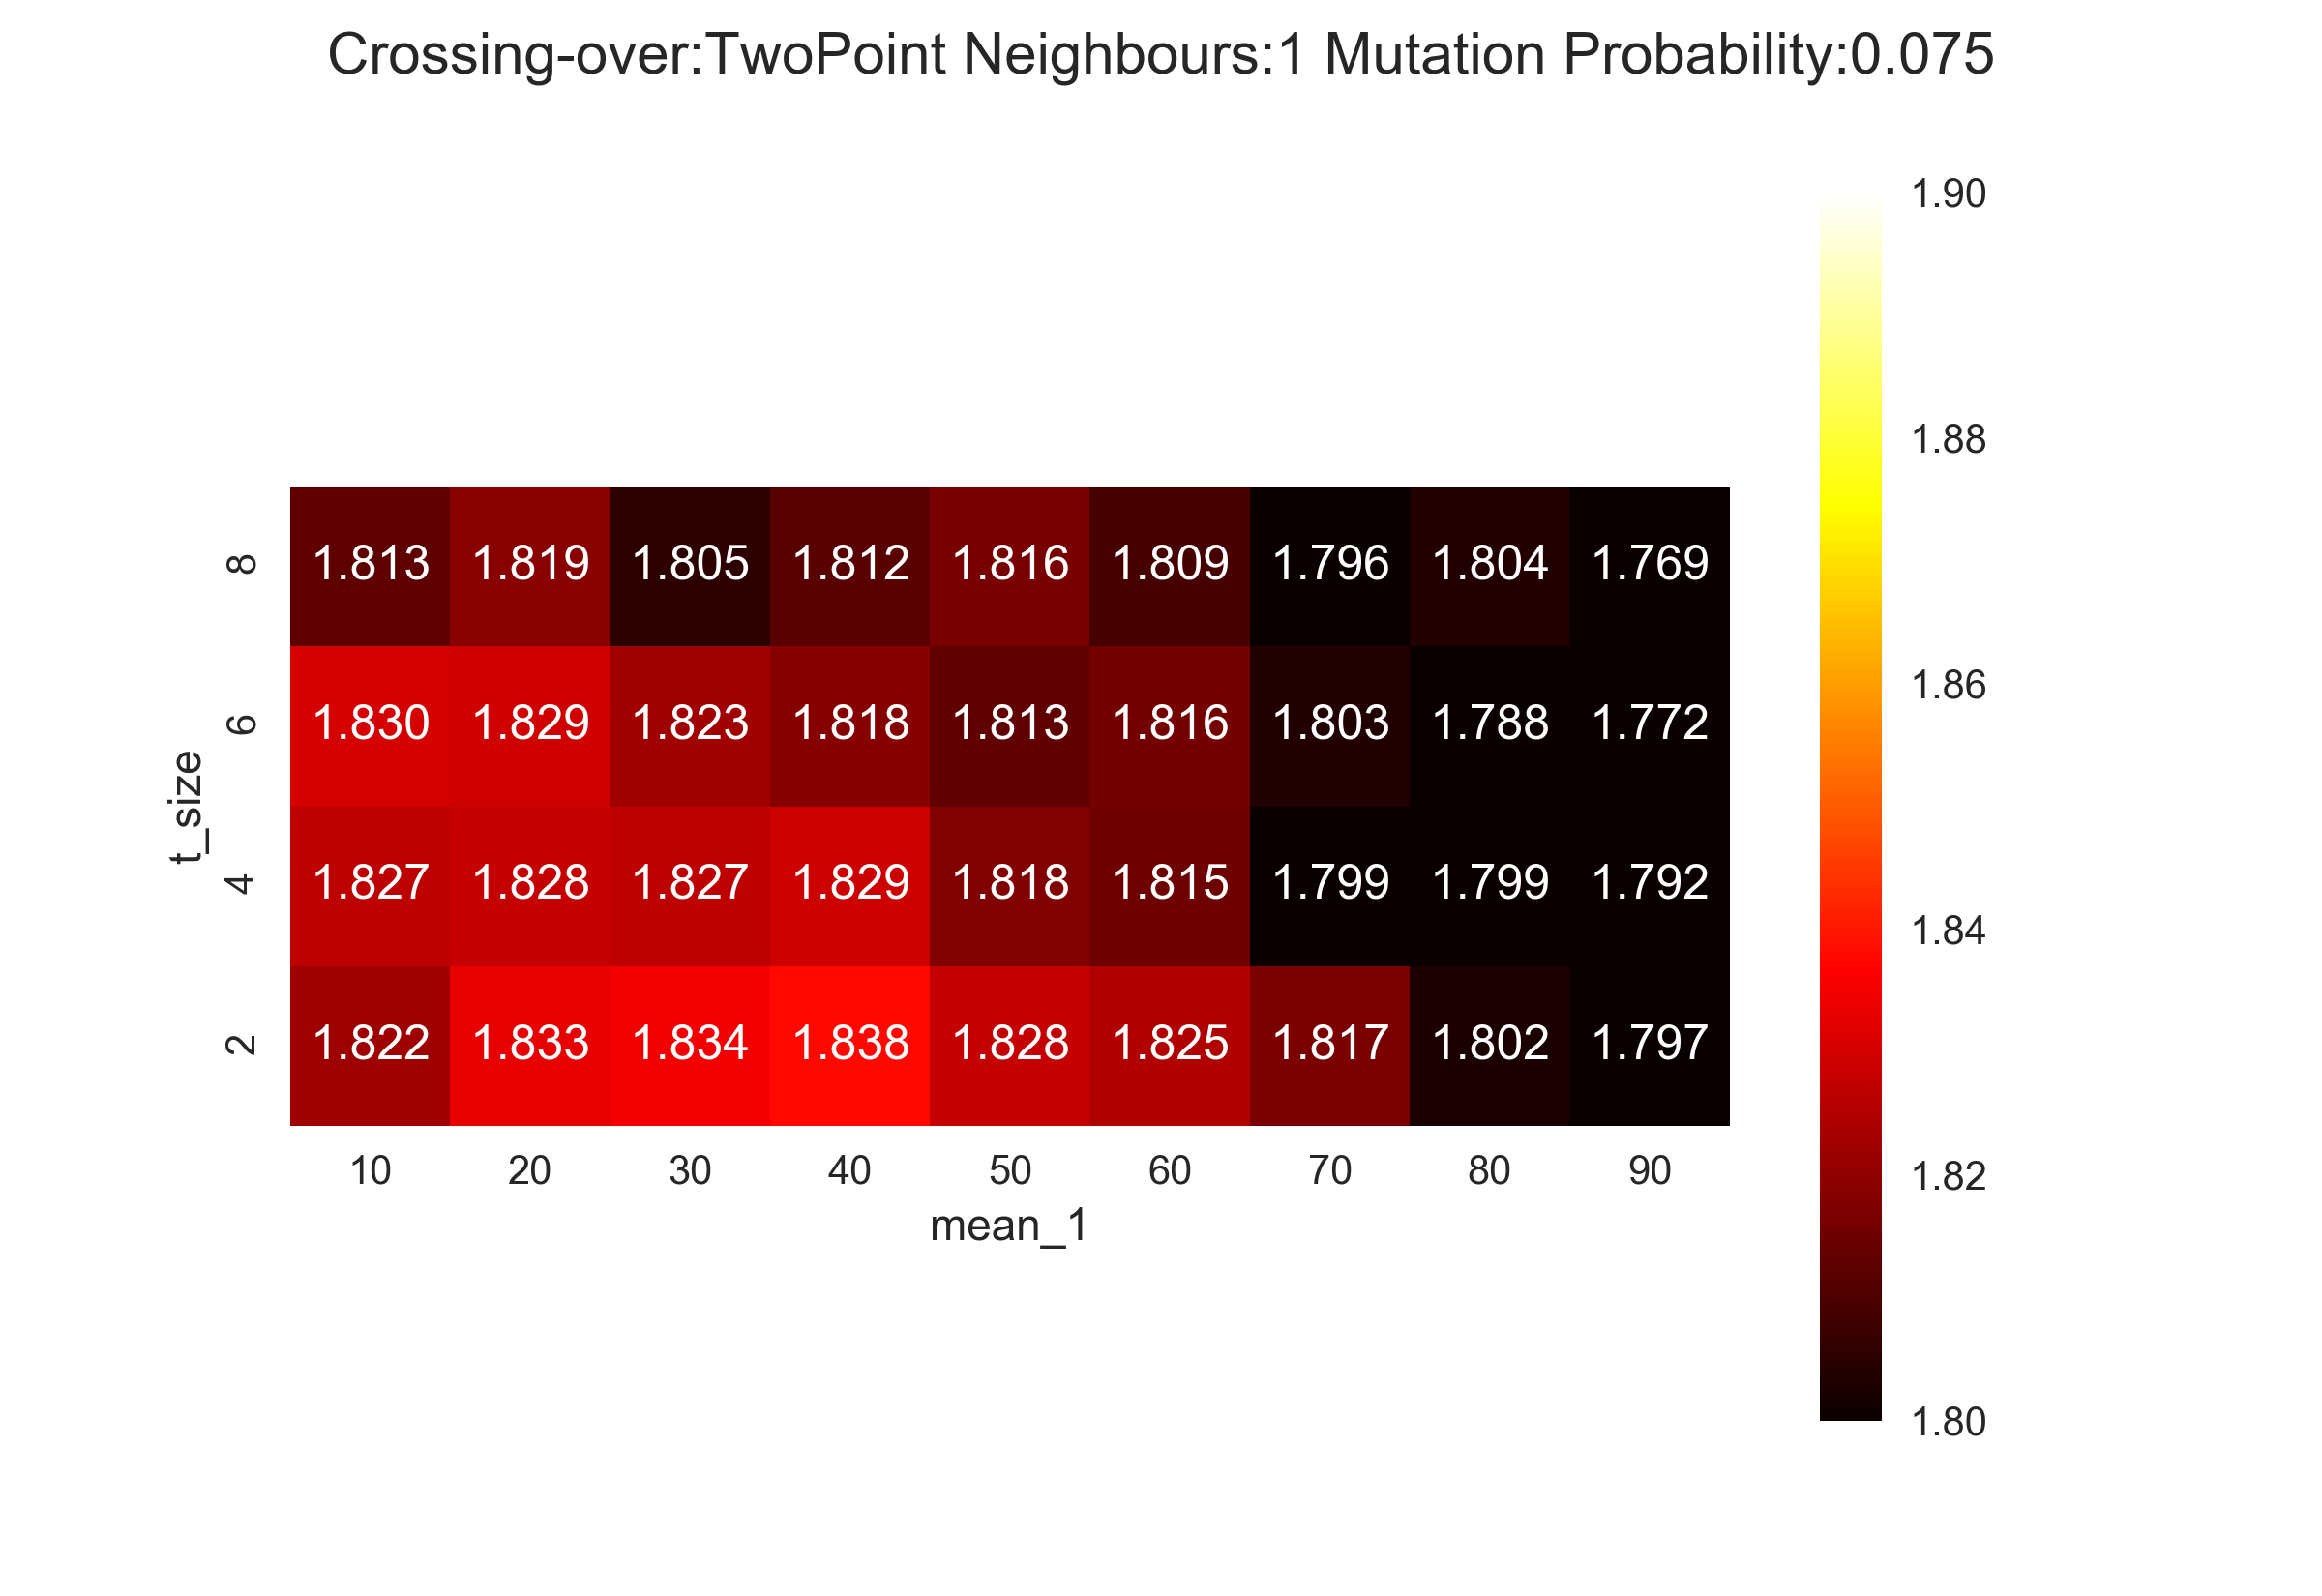 Crossing-over:TwoPoint Neighbours:1 Mutation Probability:0.075
t_size
8 1.813 1.819 1.805 1.812 1.816 1.809 1.796 1.804 1.769
6 1.830 1.829 1.823 1.818 1.813 1.816 1.803 1.788 1.772
4 1.827 1.828 1.827 1.829 1.818 1.815 1.799 1.799 1.792
2 1.822 1.833 1.834 1.838 1.828 1.825 1.817 1.802 1.797
10 20 30 40 50 60 70 80 90
mean_1
1.90
1.88
1.86
1.84
1.82
1.80